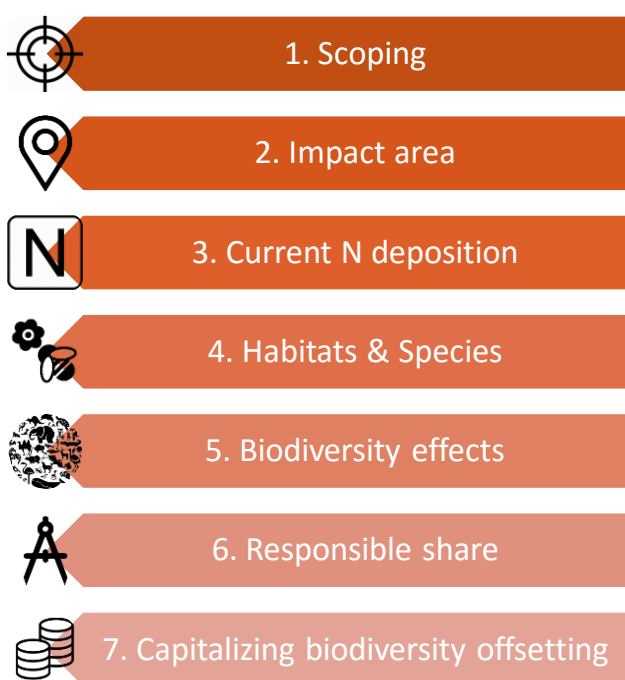 1. Scoping
2. Impact area
N
3. Current N deposition
4. Habitats & Species
5. Biodiversity effects
6. Responsible share
7. Capitalizing biodiversity offsetting